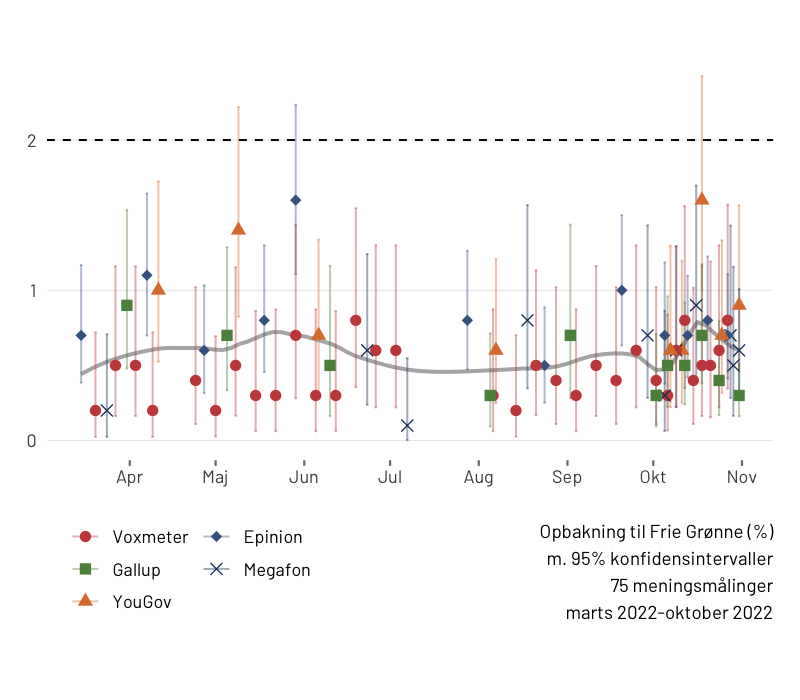 2
1
0
Apr Maj Jun Jul Aug Sep Okt Nov
Voxmeter Epinion
Gallup Megafon
YouGov
Opbakning til Frie Grønne (%)
m. 95% konfidensintervaller
75 meningsmålinger
marts 2022-oktober 2022